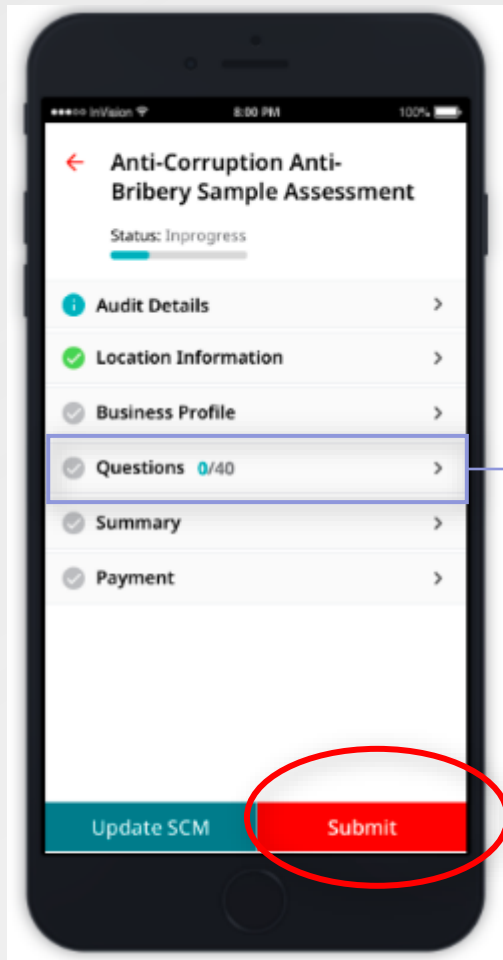 InVision 8:00 PM 100%
Anti-Corruption Anti-
Bribery Sample Assessment
Status: Inprogress
Audit Details
Location Information
Business Profile
Questions 0/40
Summary
Payment
Update SCM Submit